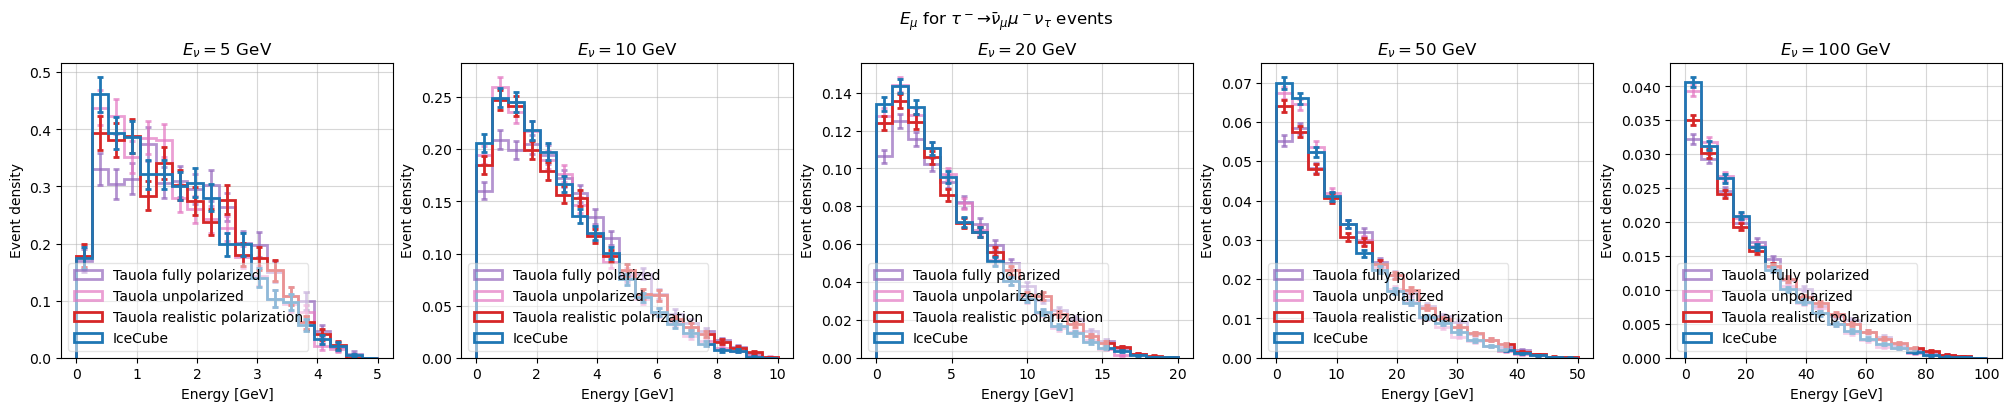 E_μ for τ⁻→ν̄_μμ⁻ν_τ events
E_ν = 5 GeV
Event density
0.5
0.4
0.3
0.2
0.1
0.0
Tauola fully polarized
Tauola unpolarized
Tauola realistic polarization
IceCube
0 1 2 3 4 5
Energy [GeV]
E_ν = 10 GeV
Event density
0.25
0.20
0.15
0.10
0.05
0.00
Tauola fully polarized
Tauola unpolarized
Tauola realistic polarization
IceCube
0 2 4 6 8 10
Energy [GeV]
E_ν = 20 GeV
Event density
0.14
0.12
0.10
0.08
0.06
0.04
0.02
0.00
Tauola fully polarized
Tauola unpolarized
Tauola realistic polarization
IceCube
0 5 10 15 20
Energy [GeV]
E_ν = 50 GeV
Event density
0.07
0.06
0.05
0.04
0.03
0.02
0.01
0.00
Tauola fully polarized
Tauola unpolarized
Tauola realistic polarization
IceCube
0 10 20 30 40 50
Energy [GeV]
E_ν = 100 GeV
Event density
0.040
0.035
0.030
0.025
0.020
0.015
0.010
0.005
0.000
Tauola fully polarized
Tauola unpolarized
Tauola realistic polarization
IceCube
0 20 40 60 80 100
Energy [GeV]